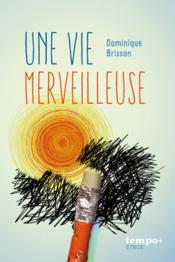 UNE VIE
MERVEILLEUSE
Dominique
Brisson
tempo+
SYROS